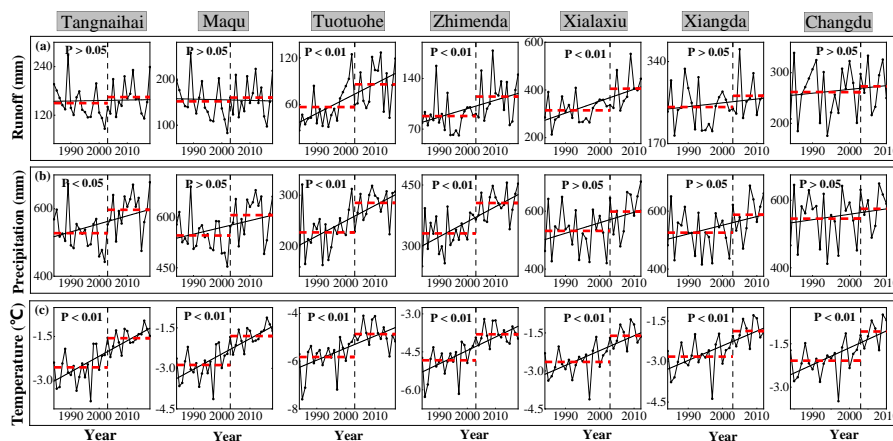 Tangnaihai Maqu Tuotuohe Zhimenda Xialaxiu Xiangda Changdu
(a) P > 0.05 P > 0.05 P < 0.01 P < 0.01 P < 0.01 P > 0.05 P > 0.05
Runoff (mm)
240 120
200 100
120 60
140 70
600 400 200
340 170
300 200
1990 2000 2010 1990 2000 2010 1990 2000 2010 1990 2000 2010 1990 2000 2010 1990 2000 2010 1990 2000 2010
(b) P < 0.05 P > 0.05 P < 0.01 P < 0.01 P > 0.05 P > 0.05 P > 0.05
Precipitation (mm)
600 400
600 450
300 200
450 300
600 400
600 400
600 400
1990 2000 2010 1990 2000 2010 1990 2000 2010 1990 2000 2010 1990 2000 2010 1990 2000 2010 1990 2000 2010
(c) P < 0.01 P < 0.01 P < 0.01 P < 0.01 P < 0.01 P < 0.01 P < 0.01
Temperature (℃)
-1.5 -3.0
-1.5 -3.0 -4.5
-4 -6 -8
-3.0 -4.5 -6.0
-1.5 -3.0 -4.5
-1.5 -3.0 -4.5
-1.5 -3.0
1990 2000 2010 1990 2000 2010 1990 2000 2010 1990 2000 2010 1990 2000 2010 1990 2000 2010 1990 2000 2010
Year Year Year Year Year Year Year